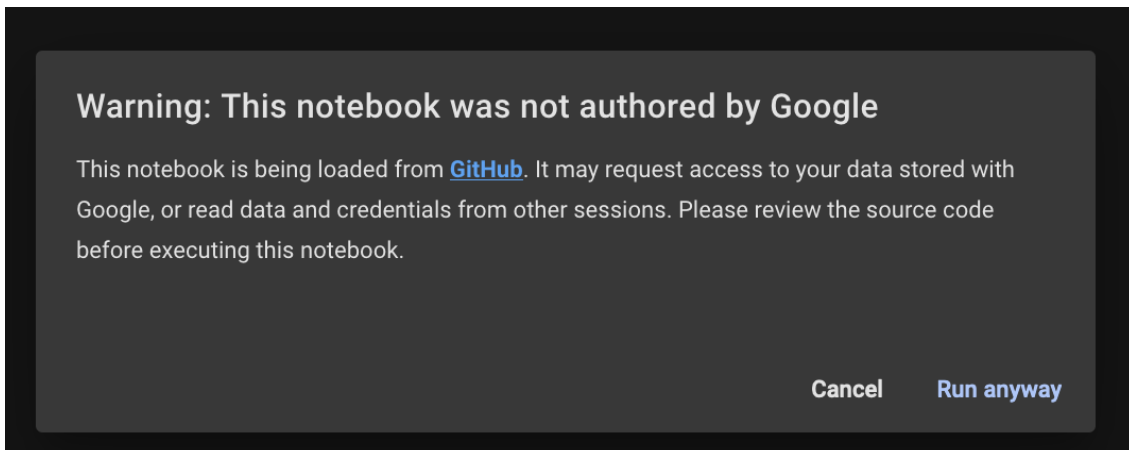 Warning: This notebook was not authored by Google
This notebook is being loaded from GitHub. It may request access to your data stored with
Google, or read data and credentials from other sessions. Please review the source code
before executing this notebook.
Cancel Run anyway